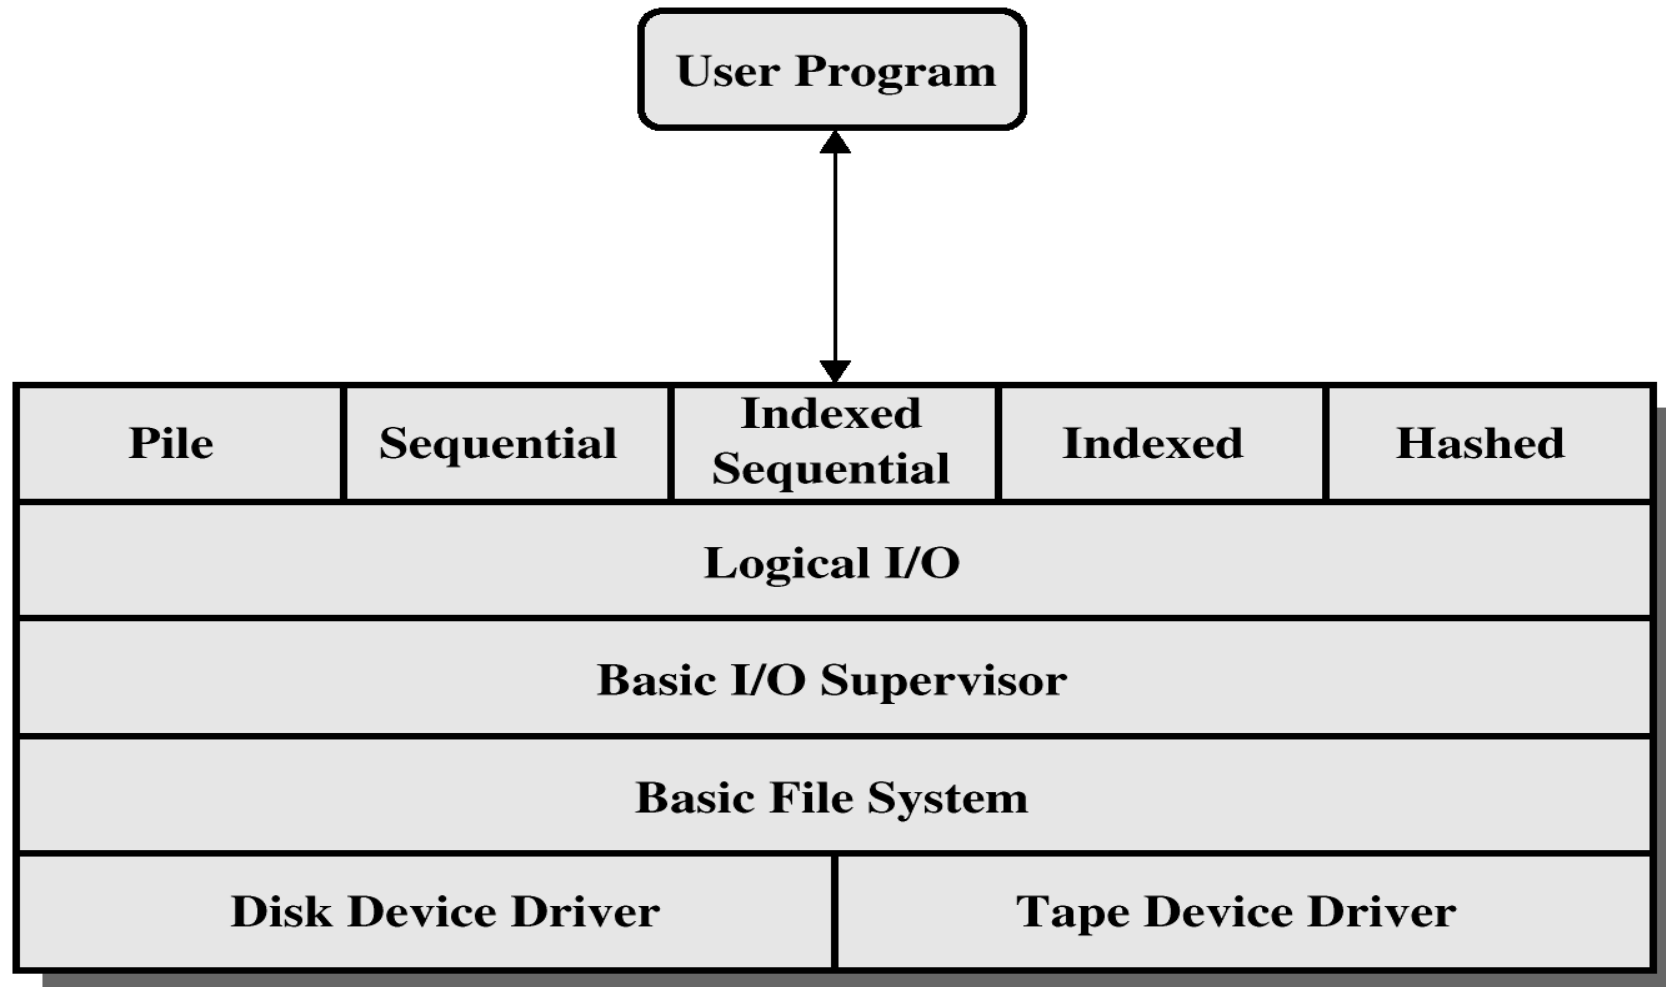 User Program
Pile
Sequential
Indexed
Sequential
Indexed
Hashed
Logical I/O
Basic I/O Supervisor
Basic File System
Disk Device Driver
Tape Device Driver